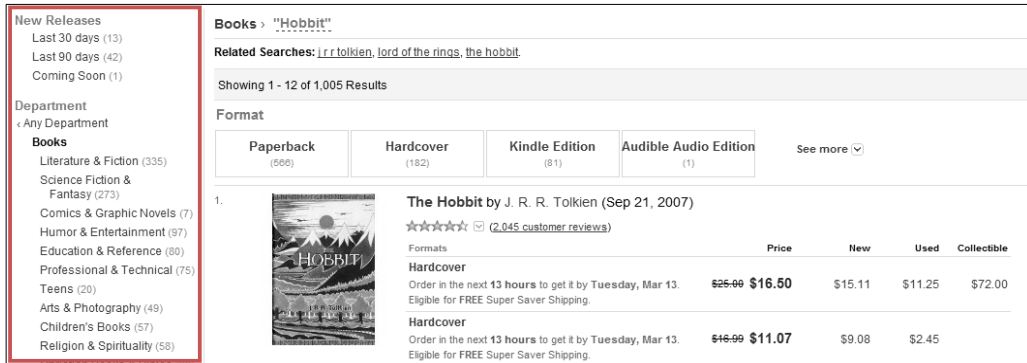 New Releases
Last 30 days (13)
Last 90 days (42)
Coming Soon (1)
Department
‹ Any Department
Books
Literature & Fiction (335)
Science Fiction &
Fantasy (273)
Comics & Graphic Novels (7)
Humor & Entertainment (97)
Education & Reference (80)
Professional & Technical (75)
Teens (20)
Arts & Photography (49)
Children's Books (57)
Religion & Spirituality (58)
Books › "Hobbit"
Related Searches: j r r tolkien, lord of the rings, the hobbit.
Showing 1 - 12 of 1,005 Results
Format
Paperback Hardcover Kindle Edition Audible Audio Edition See more
(566) (182) (81) (1)
1. The Hobbit by J. R. R. Tolkien (Sep 21, 2007)
(2,045 customer reviews)
THE
HOBBIT
J.R.R. Tolkien
Formats Price New Used Collectible
Hardcover
Order in the next 13 hours to get it by Tuesday, Mar 13. $25.00 $16.50 $15.11 $11.25 $72.00
Eligible for FREE Super Saver Shipping.
Hardcover
Order in the next 13 hours to get it by Tuesday, Mar 13. $16.99 $11.07 $9.08 $2.45
Eligible for FREE Super Saver Shipping.